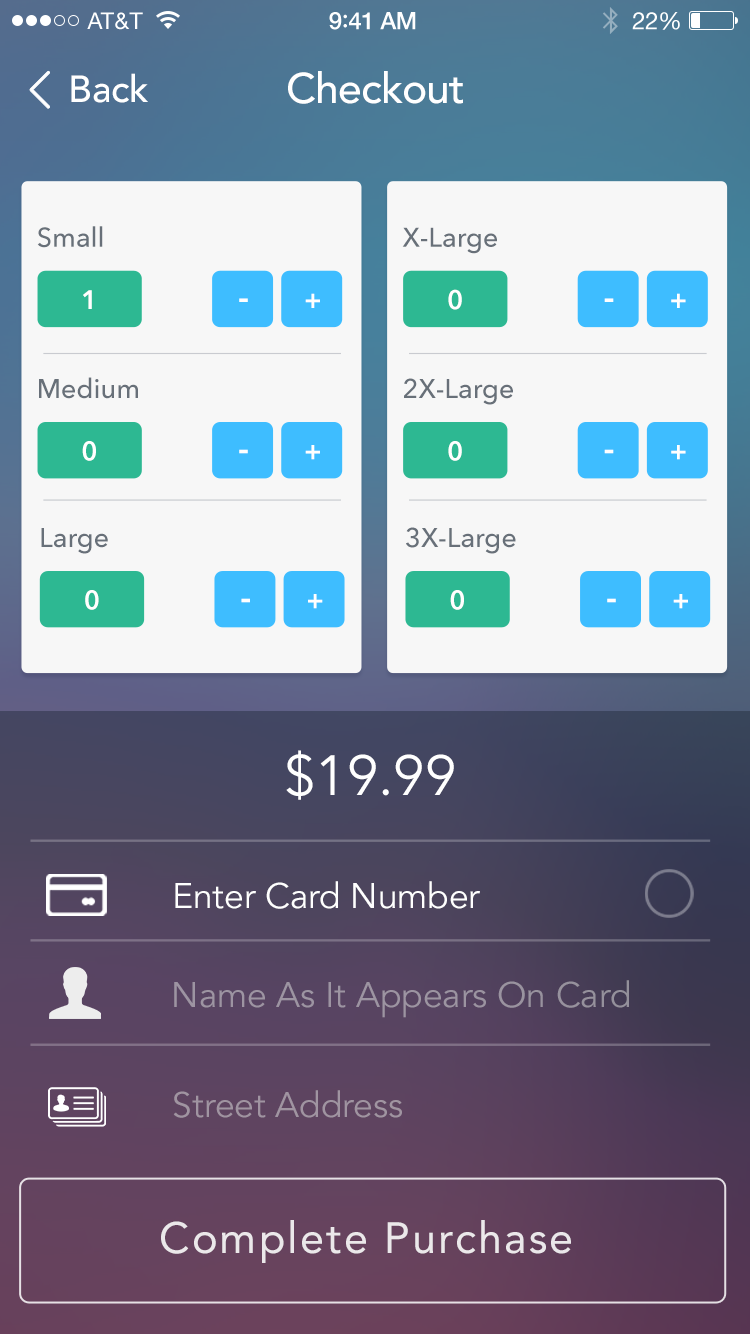 AT&T 9:41 AM 22%
Back Checkout
Small
1 - +
Medium
0 - +
Large
0 - +
X-Large
0 - +
2X-Large
0 - +
3X-Large
0 - +
$19.99
Enter Card Number
Name As It Appears On Card
Street Address
Complete Purchase